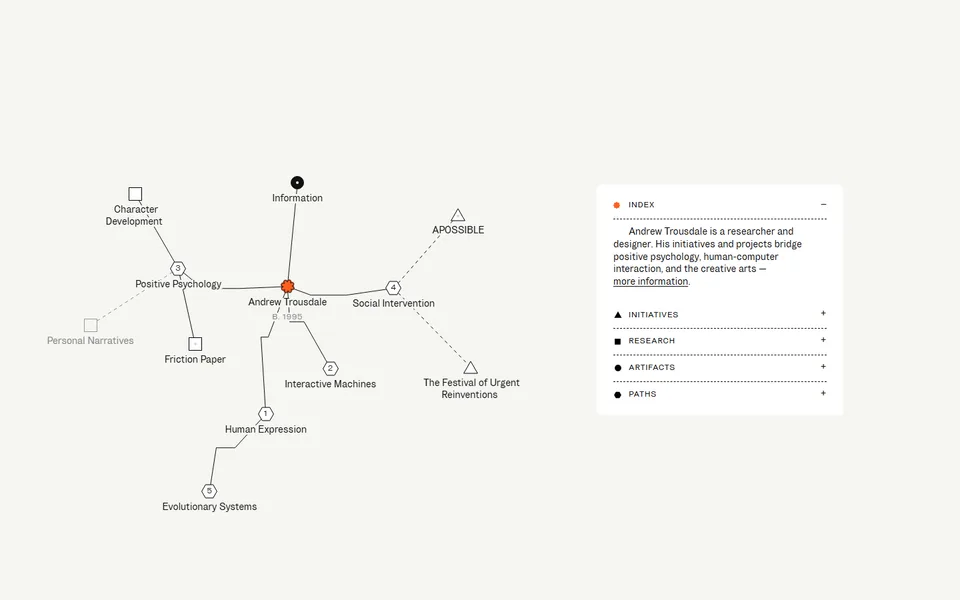 Information
Character
Development
APOSSIBLE
3
Positive Psychology
4
Andrew Trousdale
B. 1995
Social Intervention
Personal Narratives
Friction Paper
2
Interactive Machines
The Festival of Urgent
Reinventions
1
Human Expression
5
Evolutionary Systems
INDEX –
Andrew Trousdale is a researcher and
designer. His initiatives and projects bridge
positive psychology, human-computer
interaction, and the creative arts —
more information.
INITIATIVES +
RESEARCH +
ARTIFACTS +
PATHS +